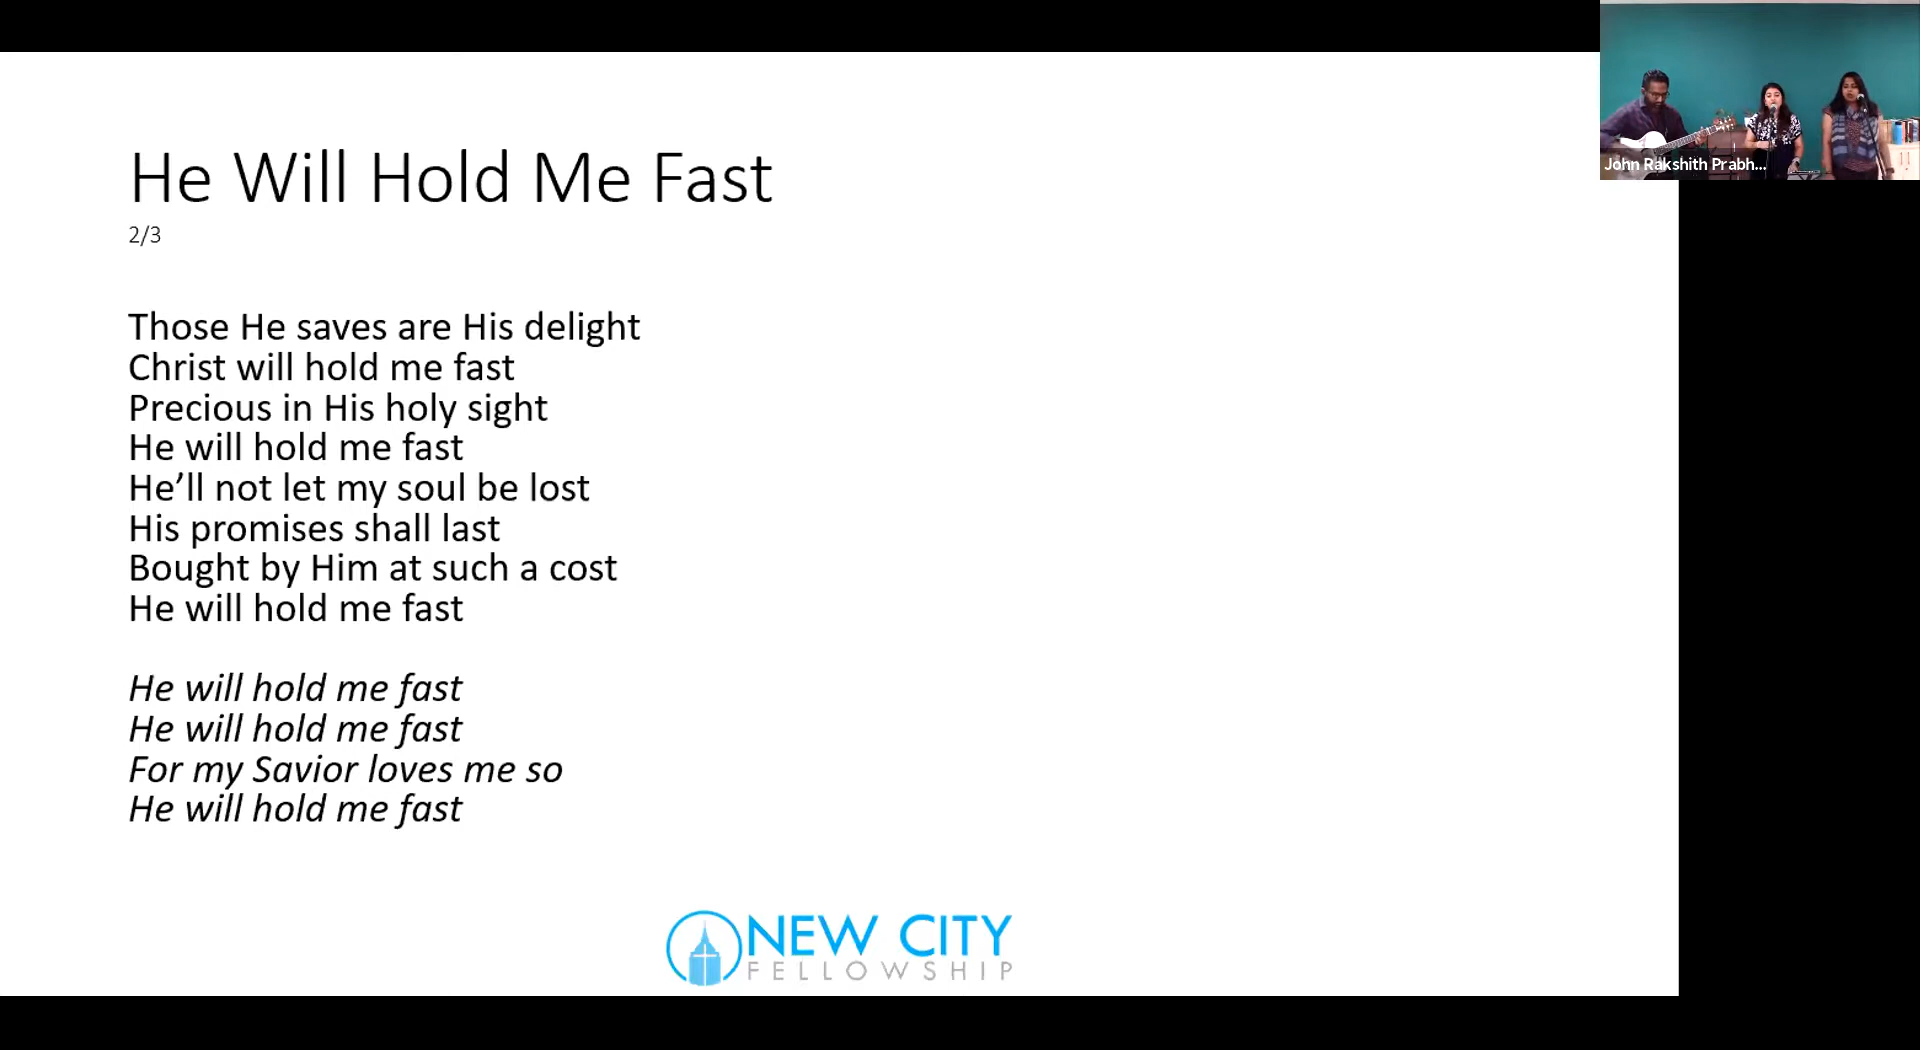 He Will Hold Me Fast
2/3
Those He saves are His delight
Christ will hold me fast
Precious in His holy sight
He will hold me fast
He’ll not let my soul be lost
His promises shall last
Bought by Him at such a cost
He will hold me fast
He will hold me fast
He will hold me fast
For my Savior loves me so
He will hold me fast
NEW CITY
FELLOWSHIP
John Rakshith Prabh...